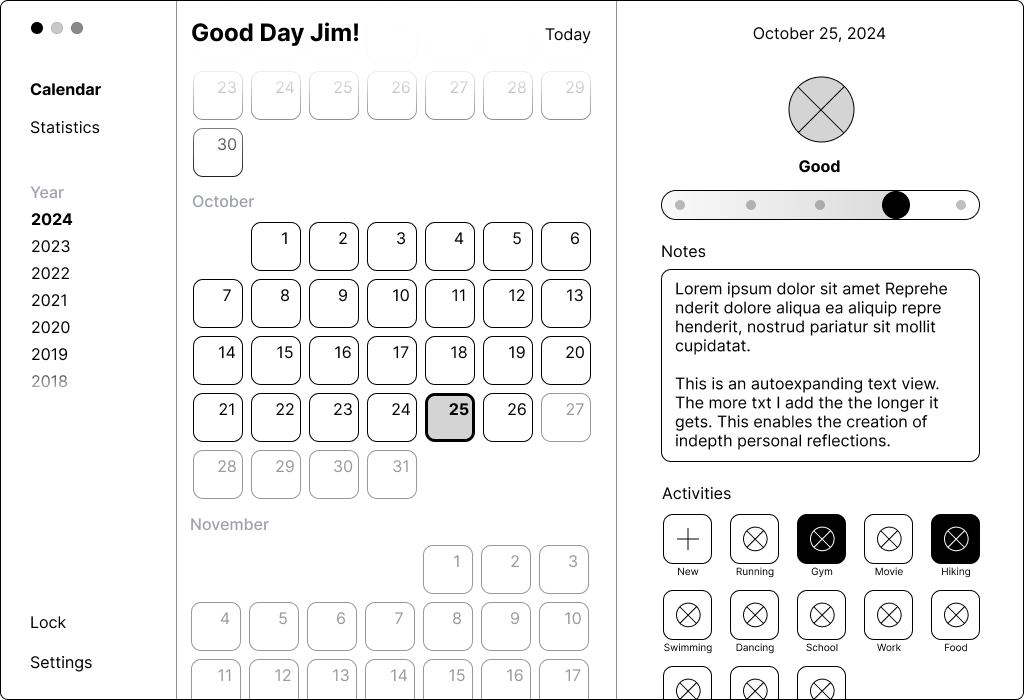 Calendar
Statistics
Year
2024
2023
2022
2021
2020
2019
2018
Lock
Settings
Good Day Jim!
Today
23 24 25 26 27 28 29
30
October
1 2 3 4 5 6
7 8 9 10 11 12 13
14 15 16 17 18 19 20
21 22 23 24 25 26 27
28 29 30 31
November
1 2 3
4 5 6 7 8 9 10
11 12 13 14 15 16 17
October 25, 2024
Good
Notes
Lorem ipsum dolor sit amet Reprehe
nderit dolore aliqua ea aliquip repre
henderit, nostrud pariatur sit mollit
cupidatat.
This is an autoexpanding text view.
The more txt I add the the longer it
gets. This enables the creation of
indepth personal reflections.
Activities
New Running Gym Movie Hiking
Swimming Dancing School Work Food